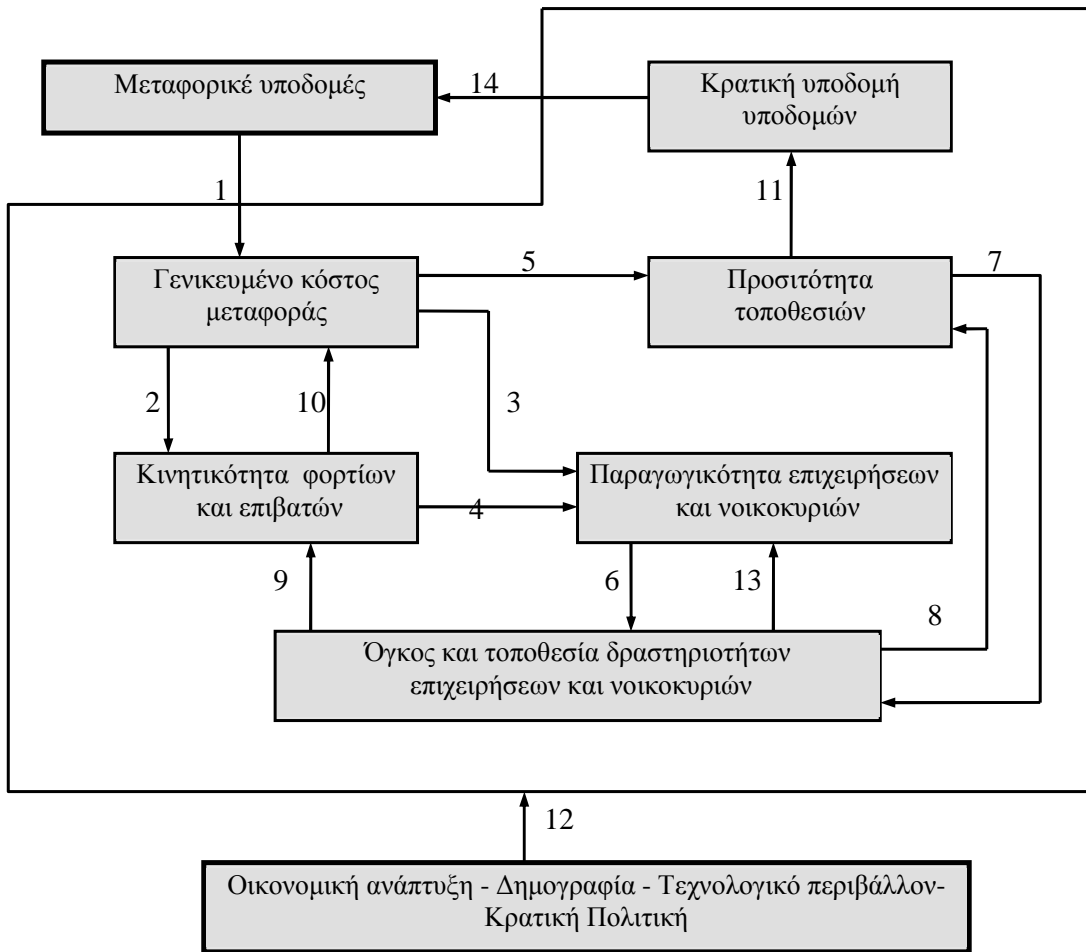 Μεταφορικέ υποδομές
14
Κρατική υποδομή
υποδομών
1
11
Γενικευμένο κόστος
μεταφοράς
5
Προσιτότητα
τοποθεσιών
7
2
10
3
Κινητικότητα φορτίων
και επιβατών
4
Παραγωγικότητα επιχειρήσεων
και νοικοκυριών
9
6
13
8
Όγκος και τοποθεσία δραστηριοτήτων
επιχειρήσεων και νοικοκυριών
12
Οικονομική ανάπτυξη - Δημογραφία - Τεχνολογικό περιβάλλον-
Κρατική Πολιτική